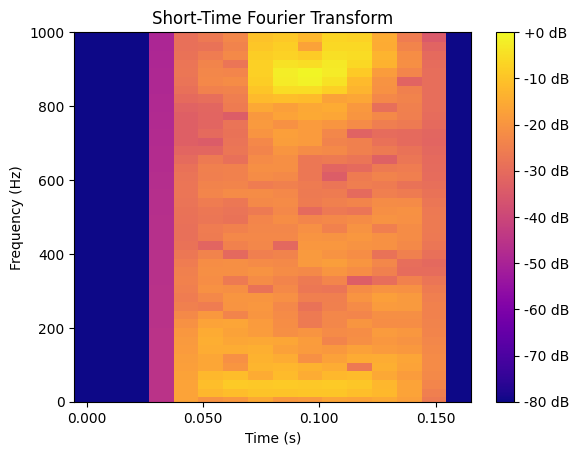 Short-Time Fourier Transform
1000
800
600
400
200
0
Frequency (Hz)
0.000
0.050
0.100
0.150
Time (s)
+0 dB
-10 dB
-20 dB
-30 dB
-40 dB
-50 dB
-60 dB
-70 dB
-80 dB